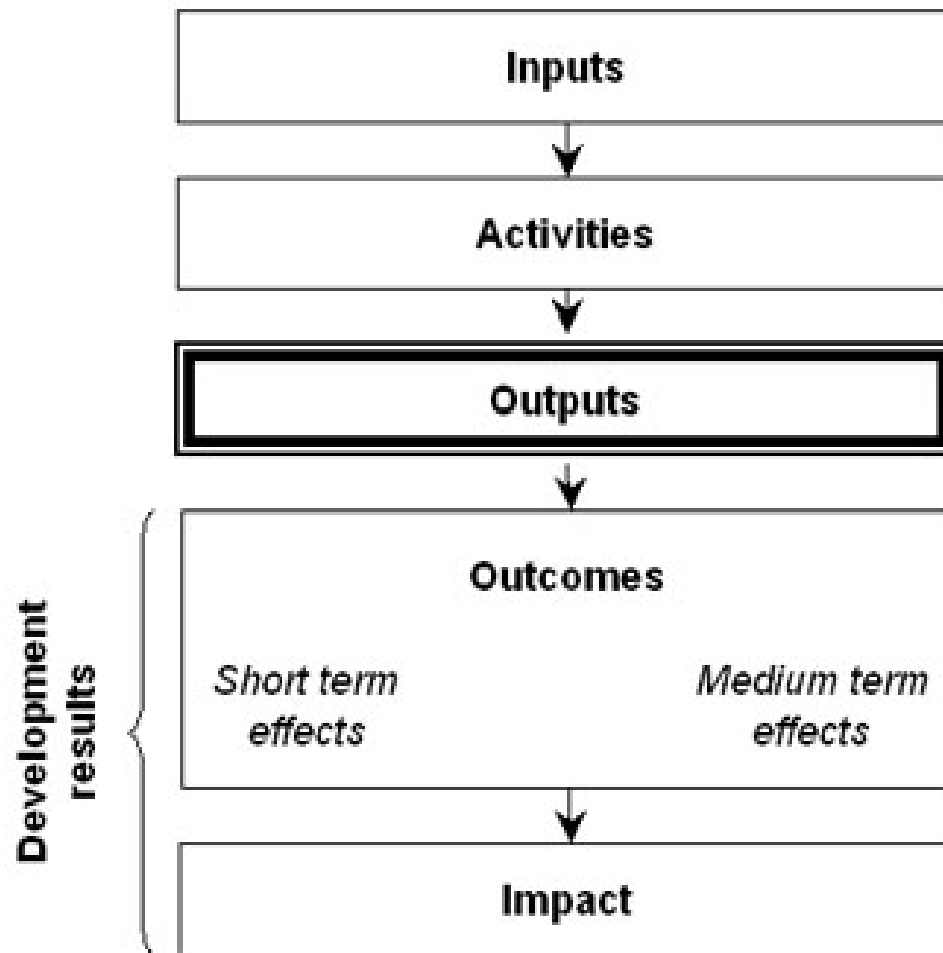 Inputs
Activities
Outputs
Outcomes
Short term
effects
Medium term
effects
Development
results
Impact